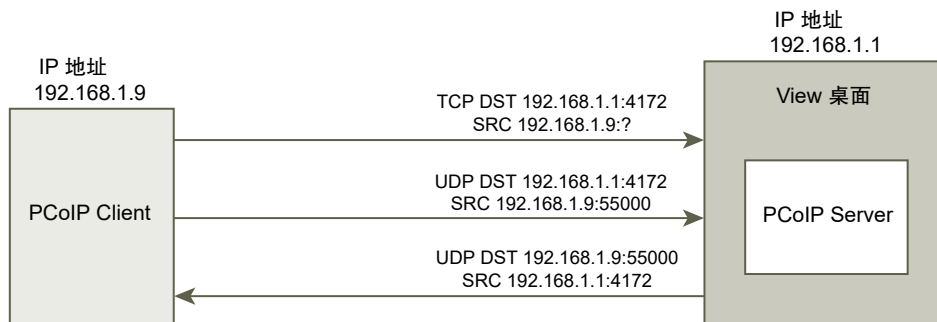 IP 地址
192.168.1.1
IP 地址
192.168.1.9
View 桌面
TCP DST 192.168.1.1:4172
SRC 192.168.1.9:?
UDP DST 192.168.1.1:4172
SRC 192.168.1.9:55000
PCoIP Client
PCoIP Server
UDP DST 192.168.1.9:55000
SRC 192.168.1.1:4172